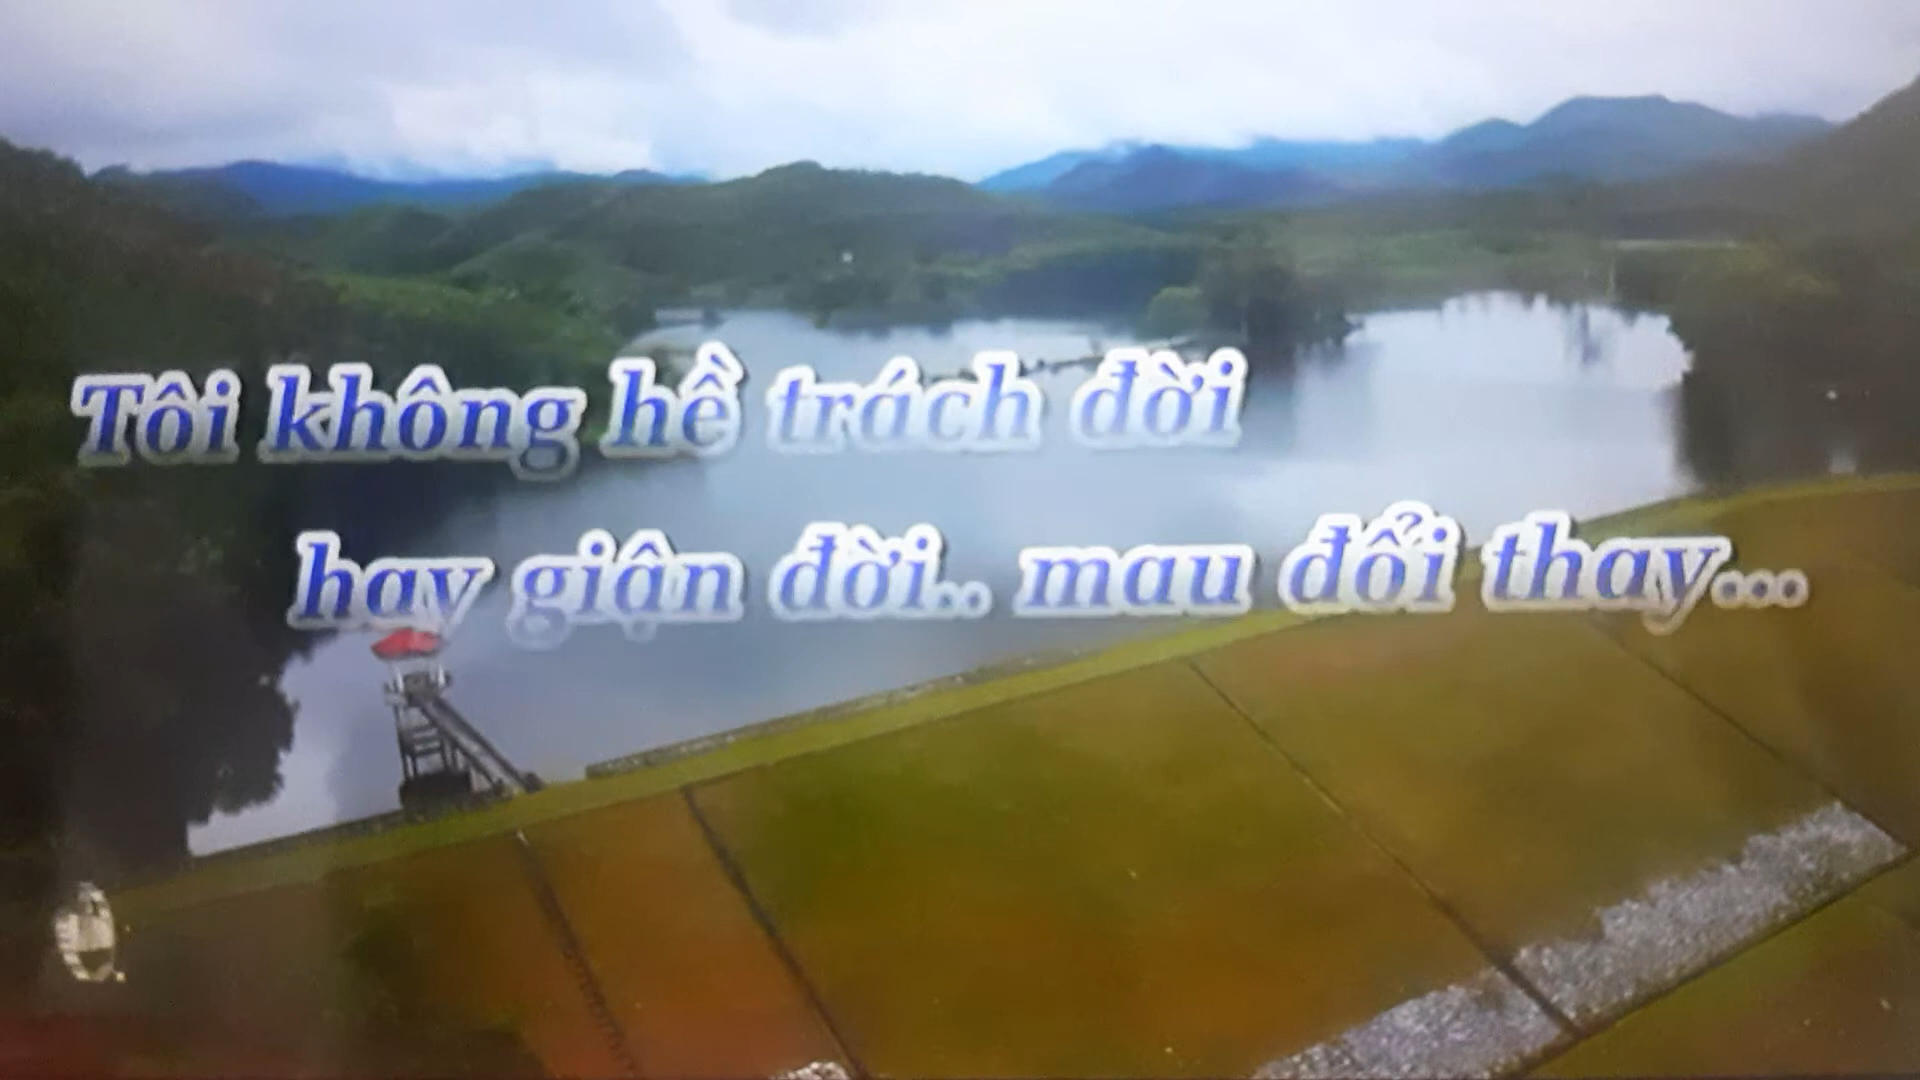 Tôi không hề trách đời
hay giận đời.. mau đổi thay...